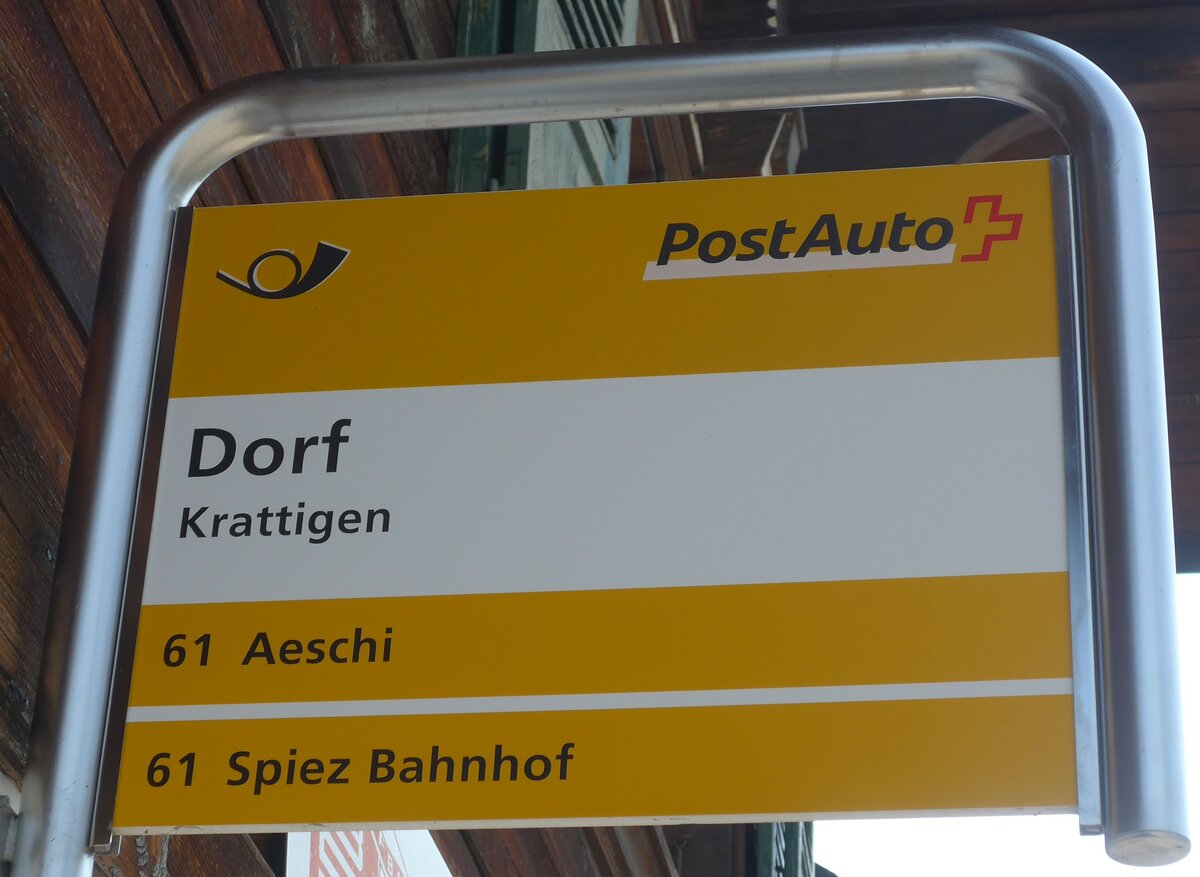 PostAuto
Dorf
Krattigen
61 Aeschi
61 Spiez Bahnhof